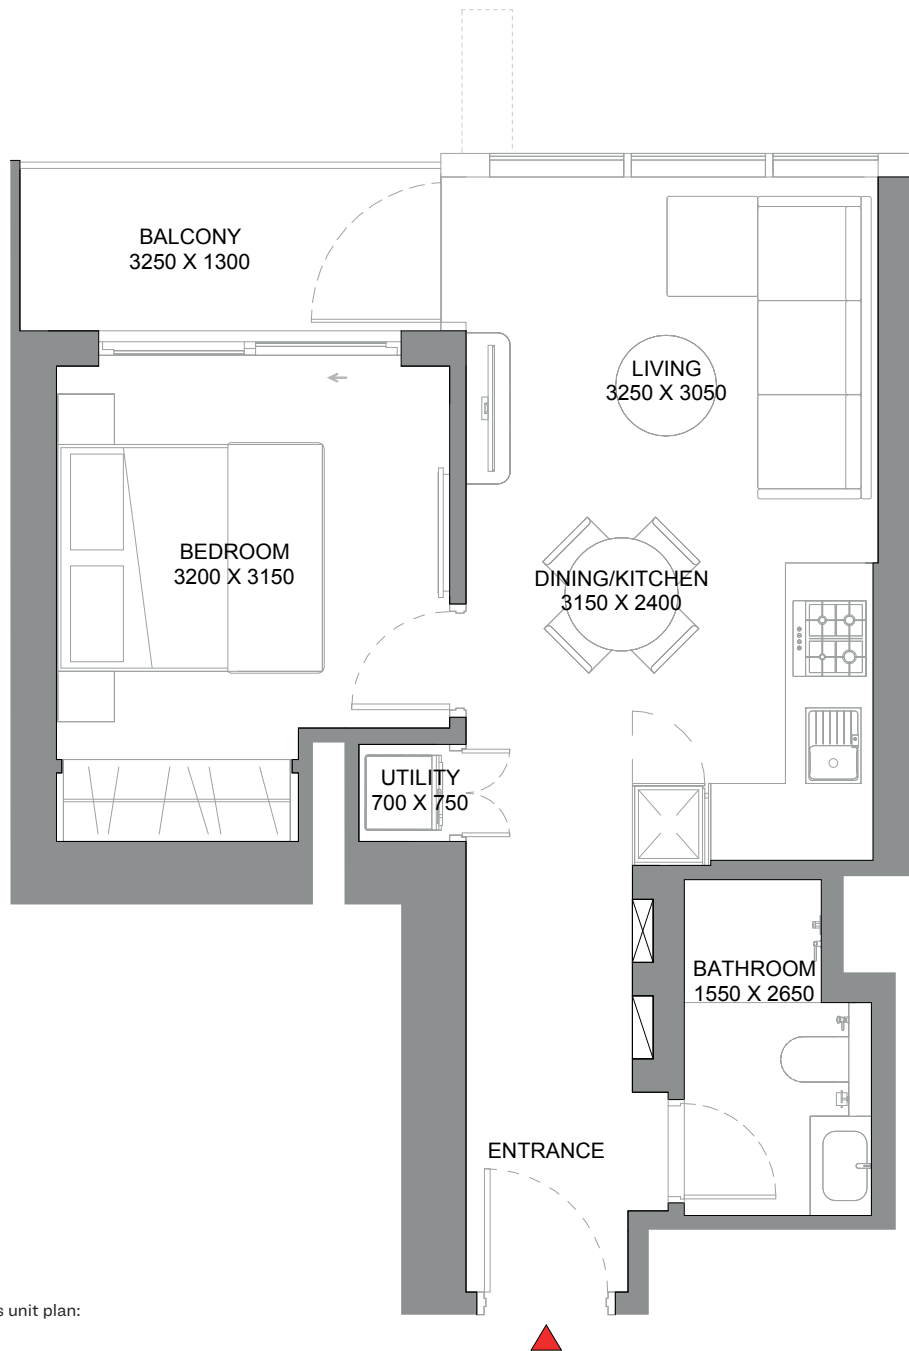 BALCONY
3250 X 1300
LIVING
3250 X 3050
BEDROOM
3200 X 3150
DINING/KITCHEN
3150 X 2400
UTILITY
700 X 750
BATHROOM
1550 X 2650
ENTRANCE
unit plan: